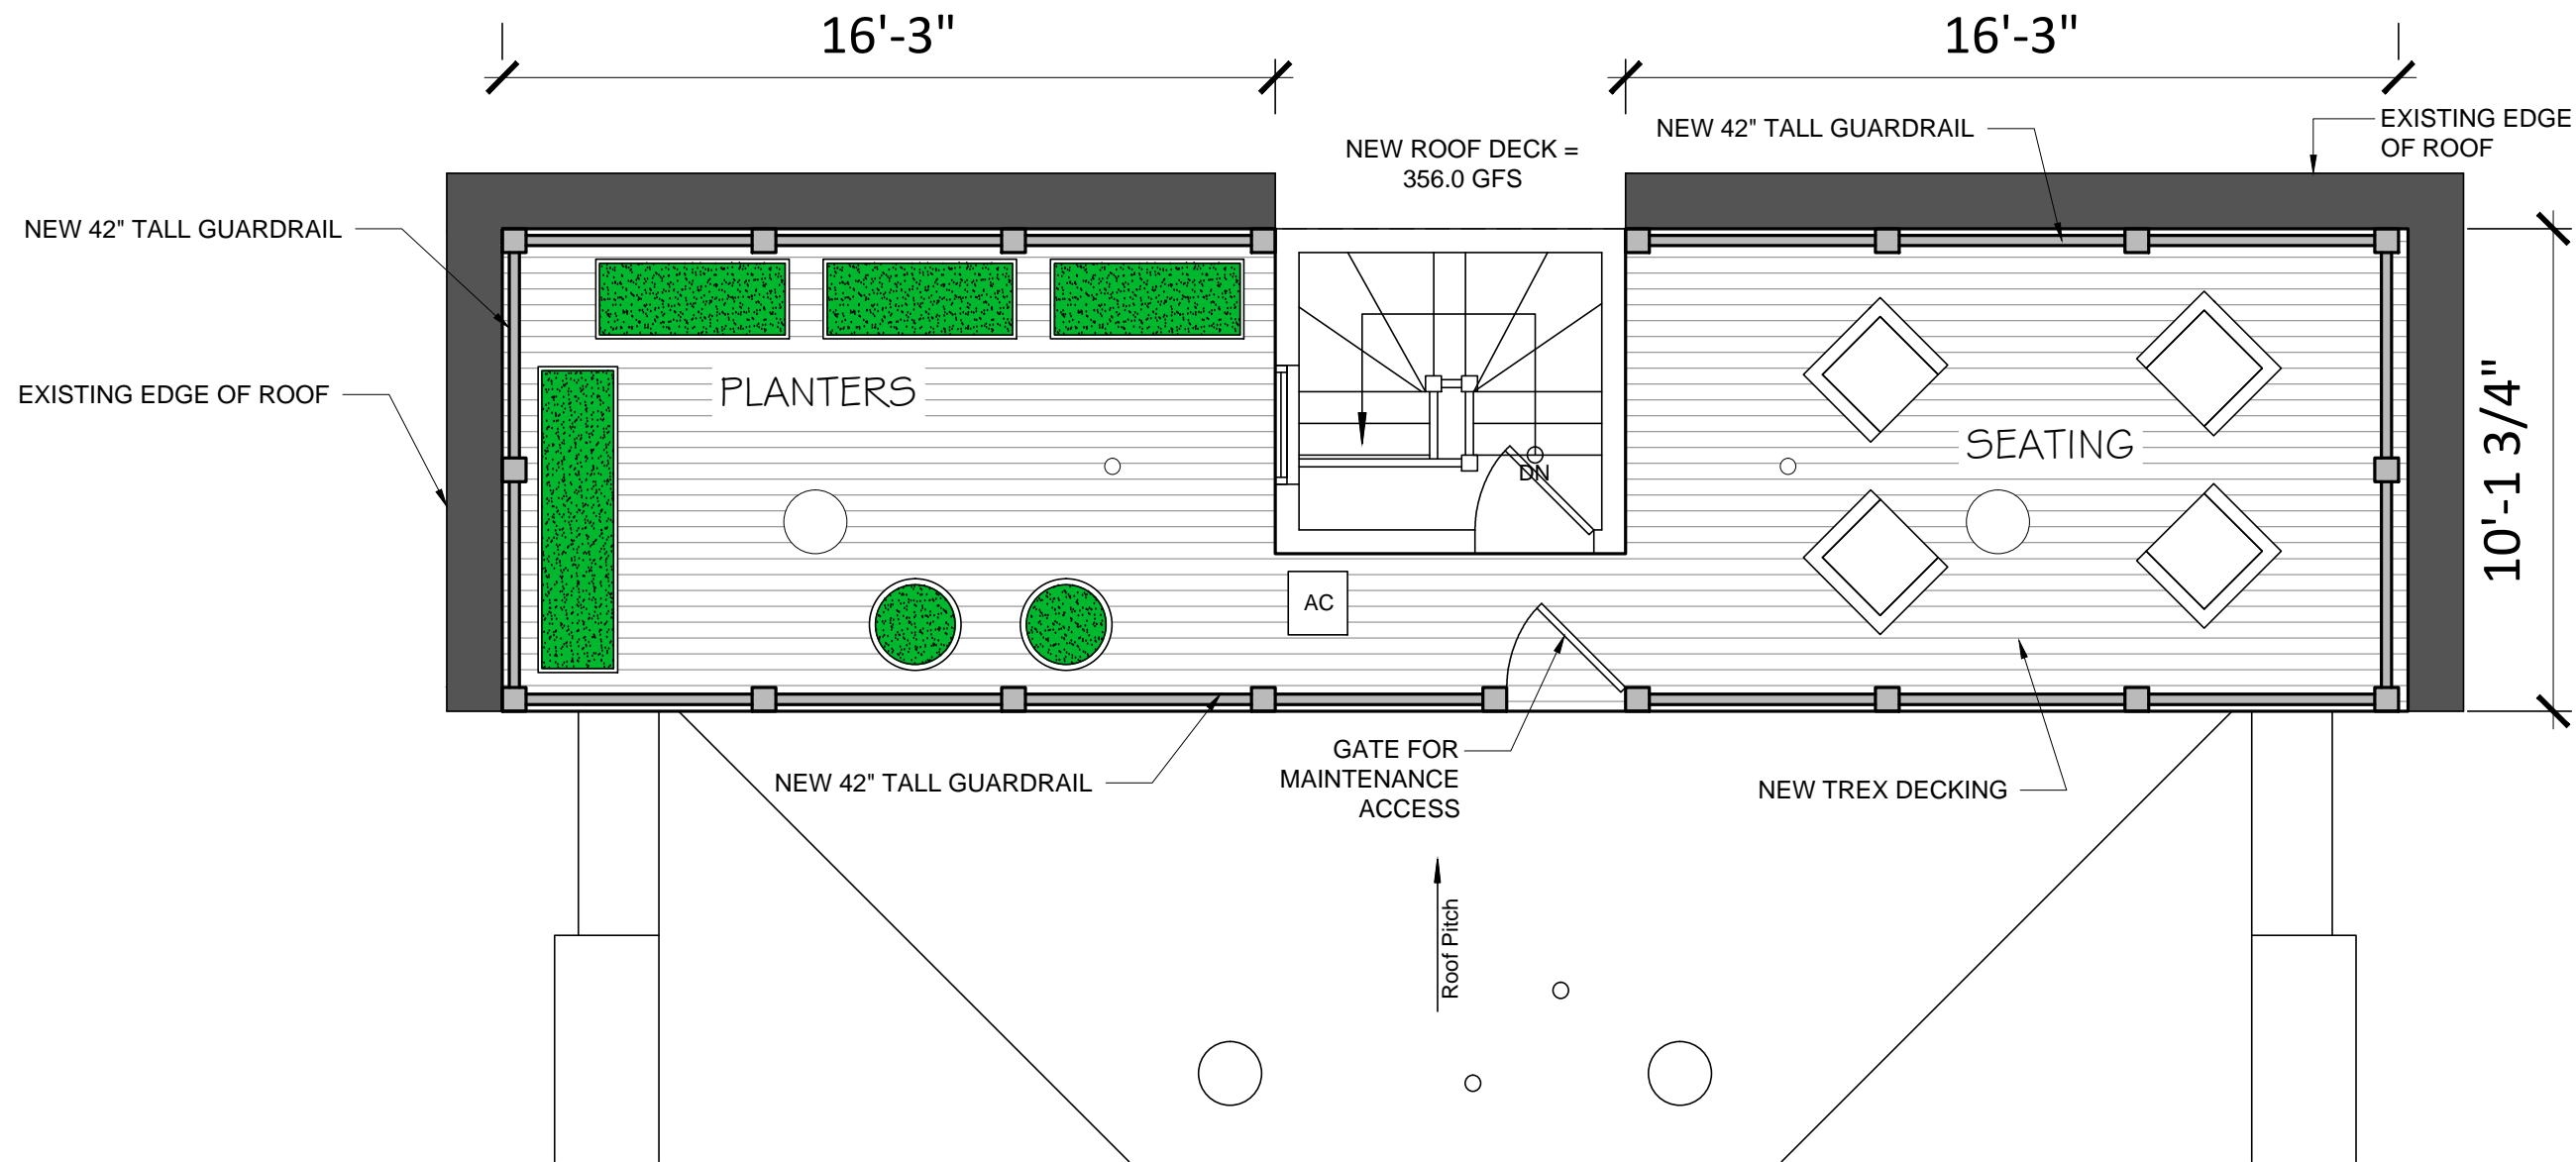 16'-3"
16'-3"
NEW 42" TALL GUARDRAIL
EXISTING EDGE
OF ROOF
NEW ROOF DECK =
356.0 GFS
NEW 42" TALL GUARDRAIL
EXISTING EDGE OF ROOF
PLANTERS
SEATING
10'-1 3/4"
DN
AC
GATE FOR
MAINTENANCE
ACCESS
NEW 42" TALL GUARDRAIL
NEW TREX DECKING
Roof Pitch